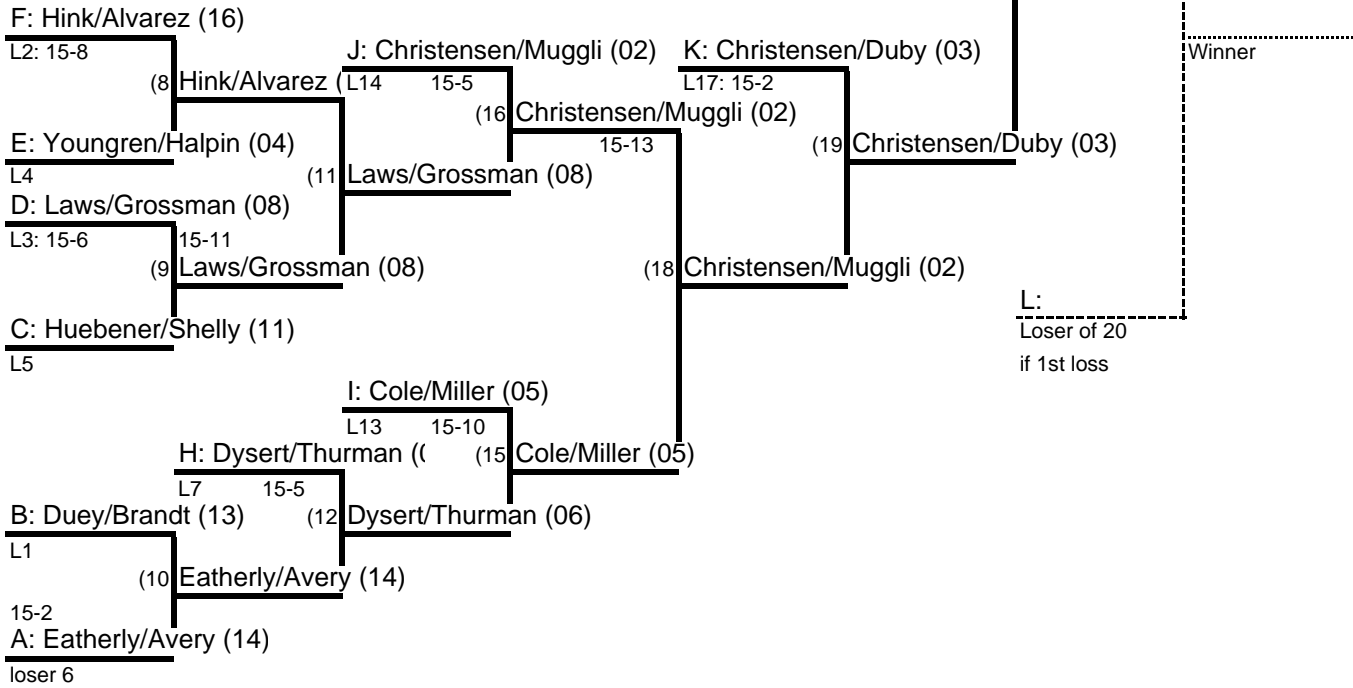 F: Hink/Alvarez (16)
L2: 15-8
J: Christensen/Muggli (02)
K: Christensen/Duby (03)
Winner
(8 Hink/Alvarez (
L14 15-5
L17: 15-2
(16 Christensen/Muggli (02)
E: Youngren/Halpin (04)
15-13
(19 Christensen/Duby (03)
L4
(11 Laws/Grossman (08)
D: Laws/Grossman (08)
L3: 15-6
15-11
(9 Laws/Grossman (08)
(18 Christensen/Muggli (02)
L:
C: Huebener/Shelly (11)
Loser of 20
L5
if 1st loss
I: Cole/Miller (05)
L13 15-10
H: Dysert/Thurman (
(15 Cole/Miller (05)
L7 15-5
B: Duey/Brandt (13)
(12 Dysert/Thurman (06)
L1
(10 Eatherly/Avery (14)
15-2
A: Eatherly/Avery (14)
loser 6